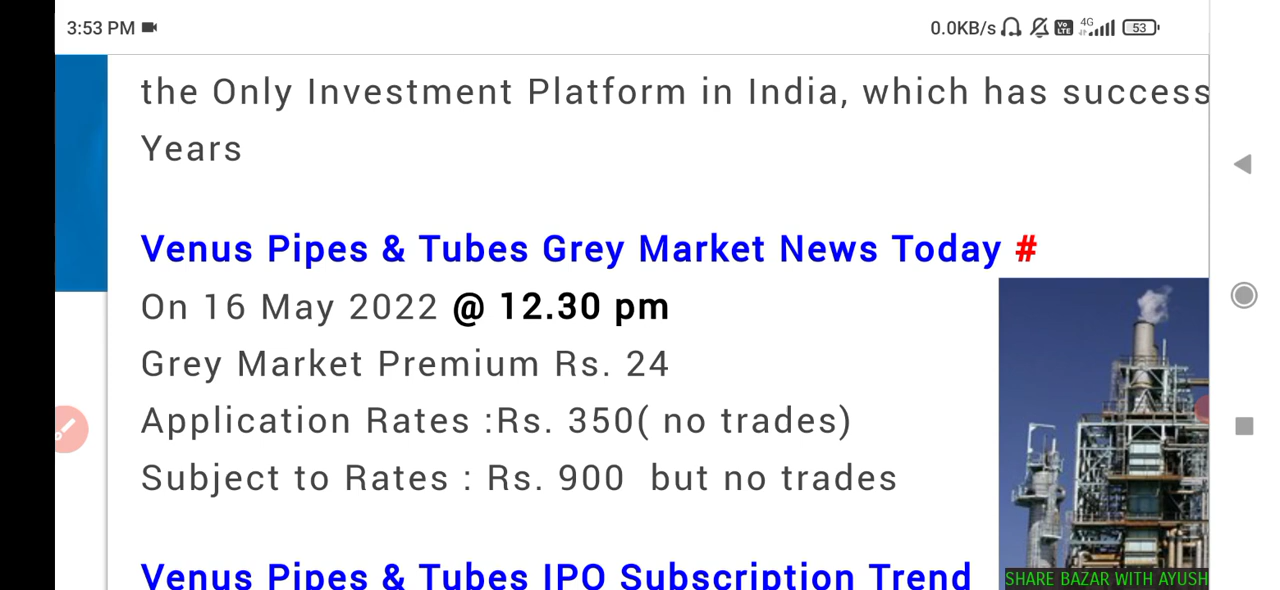 3:53 PM
0.0KB/s Vo LTE 4G 53
the Only Investment Platform in India, which has success
Years
Venus Pipes & Tubes Grey Market News Today #
On 16 May 2022 @ 12.30 pm
Grey Market Premium Rs. 24
Application Rates :Rs. 350( no trades)
Subject to Rates : Rs. 900 but no trades
Venus Pipes & Tubes IPO Subscription Trend
SHARE BAZAR WITH AYUSH